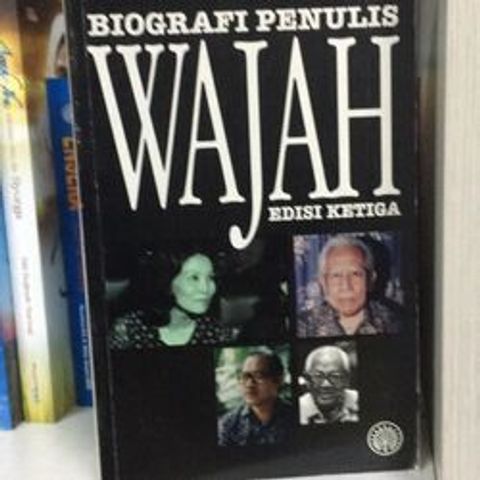 BIOGRAFI PENULIS
WAJAH
EDISI KETIGA